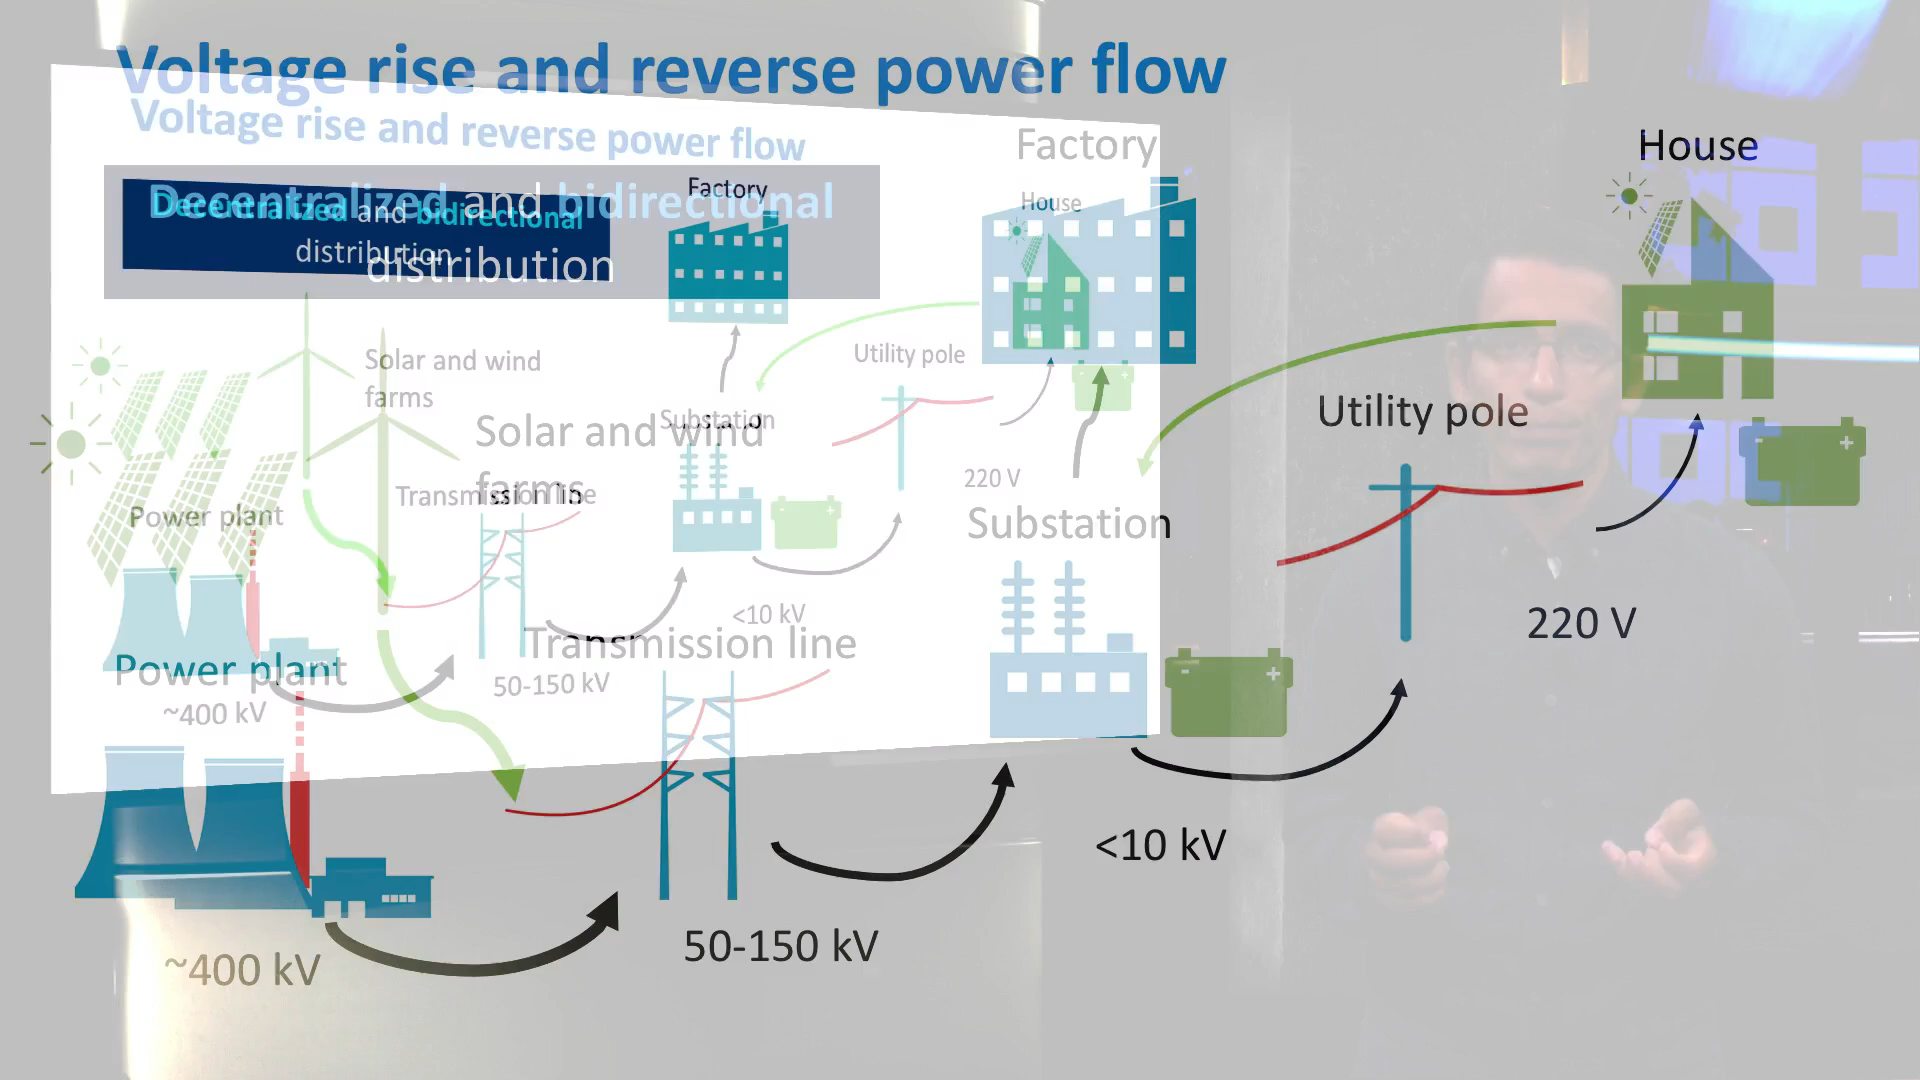 Voltage rise and reverse power flow
Voltage rise and reverse power flow
Decentralized and bidirectional
distribution
Decentralized and bidirectional
distribution
Factory
Factory
House
House
Solar and wind
farms
Solar and wind
farms
Utility pole
Utility pole
Substation
Substation
Transmission line
Transmission line
Power plant
Power plant
220 V
220 V
<10 kV
<10 kV
50-150 kV
50-150 kV
~400 kV
~400 kV